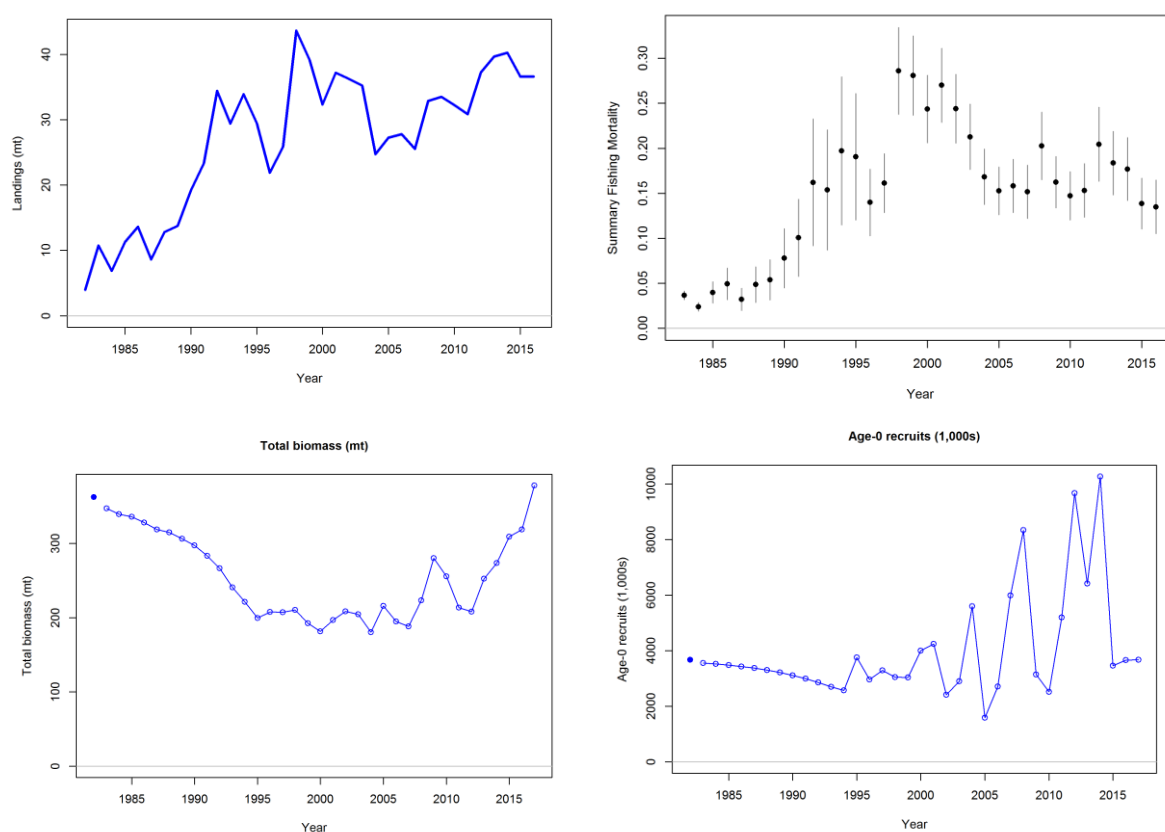 Landings (mt)
40
30
20
10
0
1985 1990 1995 2000 2005 2010 2015
Year
Summary Fishing Mortality
0.30
0.25
0.20
0.15
0.10
0.05
0.00
1985 1990 1995 2000 2005 2010 2015
Year
Total biomass (mt)
Total biomass (mt)
300
200
100
0
1985 1990 1995 2000 2005 2010 2015
Year
Age-0 recruits (1,000s)
Age-0 recruits (1,000s)
10000
8000
6000
4000
2000
0
1985 1990 1995 2000 2005 2010 2015
Year